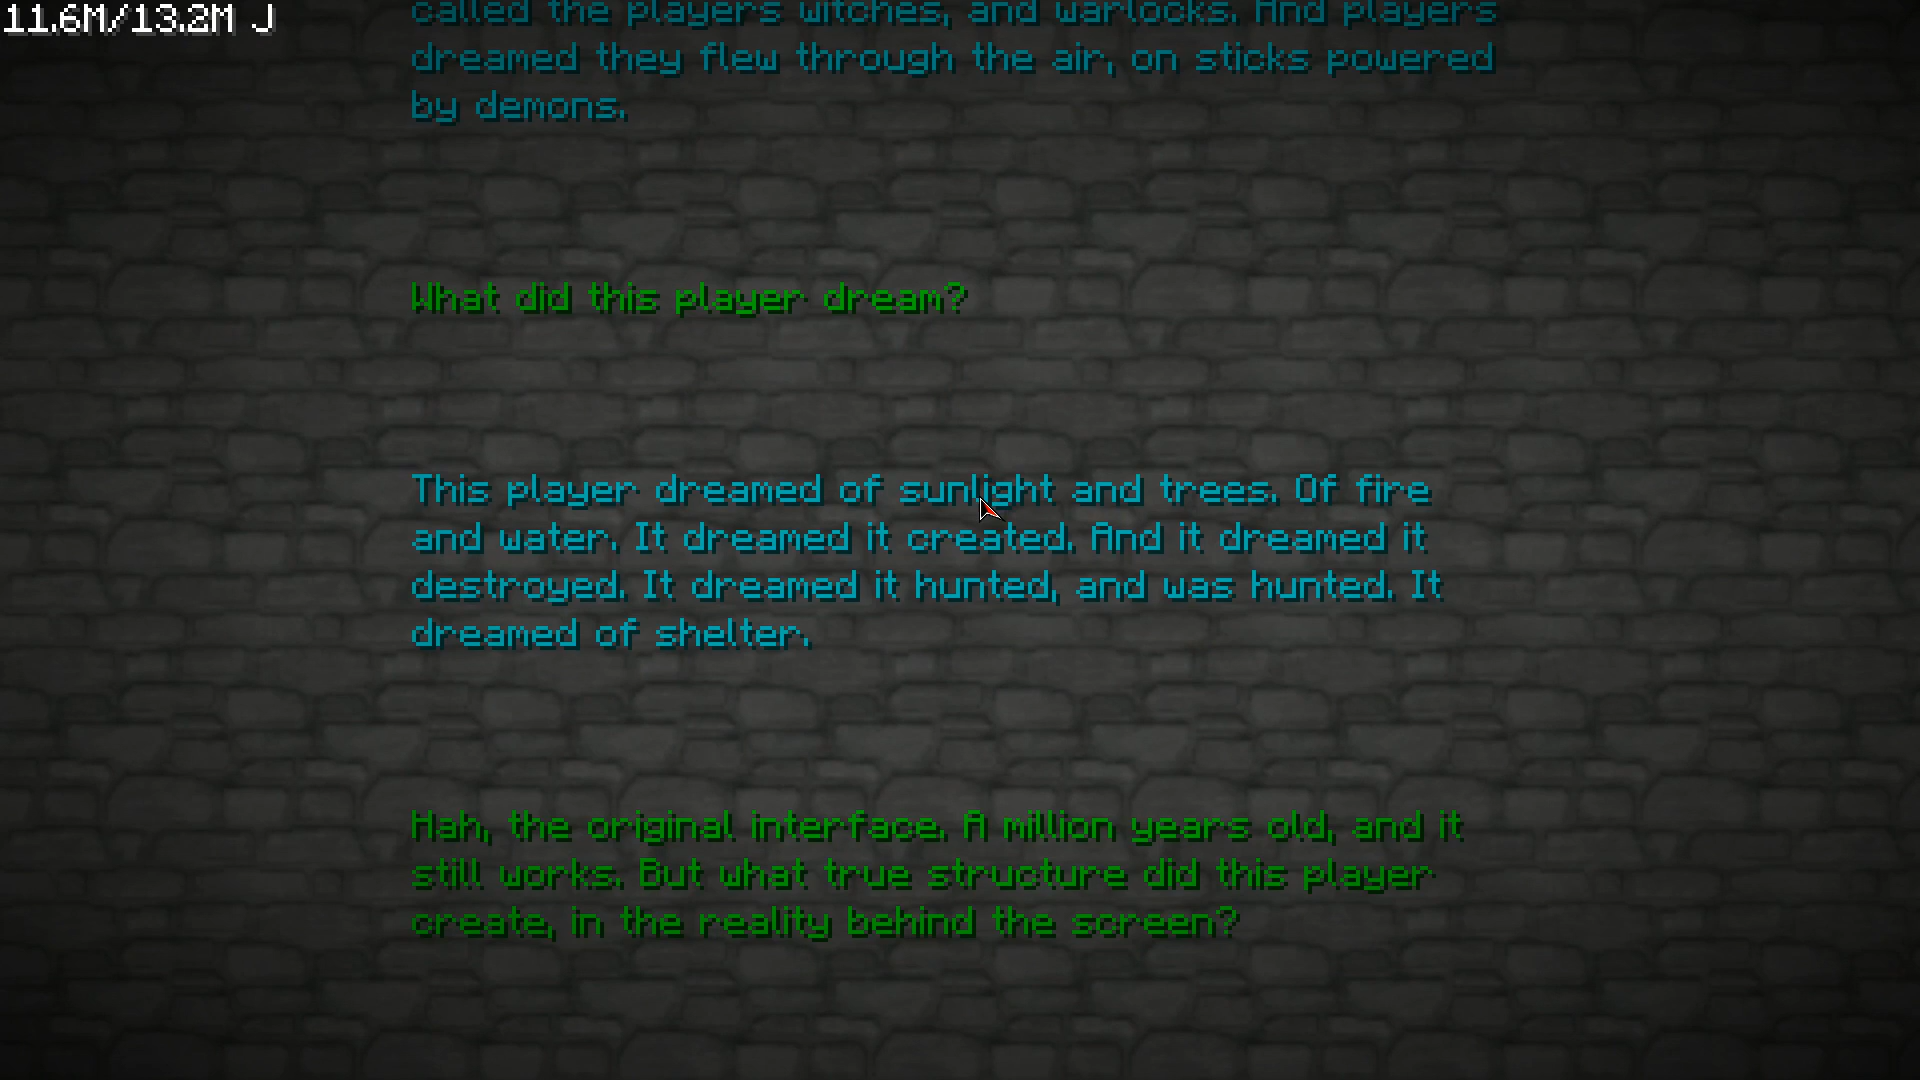 11.6M/13.2M J
called the players witches, and warlocks. And players
dreamed they flew through the air, on sticks powered
by demons.
What did this player dream?
This player dreamed of sunlight and trees. Of fire
and water. It dreamed it created. And it dreamed it
destroyed. It dreamed it hunted, and was hunted. It
dreamed of shelter.
Hah, the original interface. A million years old, and it
still works. But what true structure did this player
create, in the reality behind the screen?